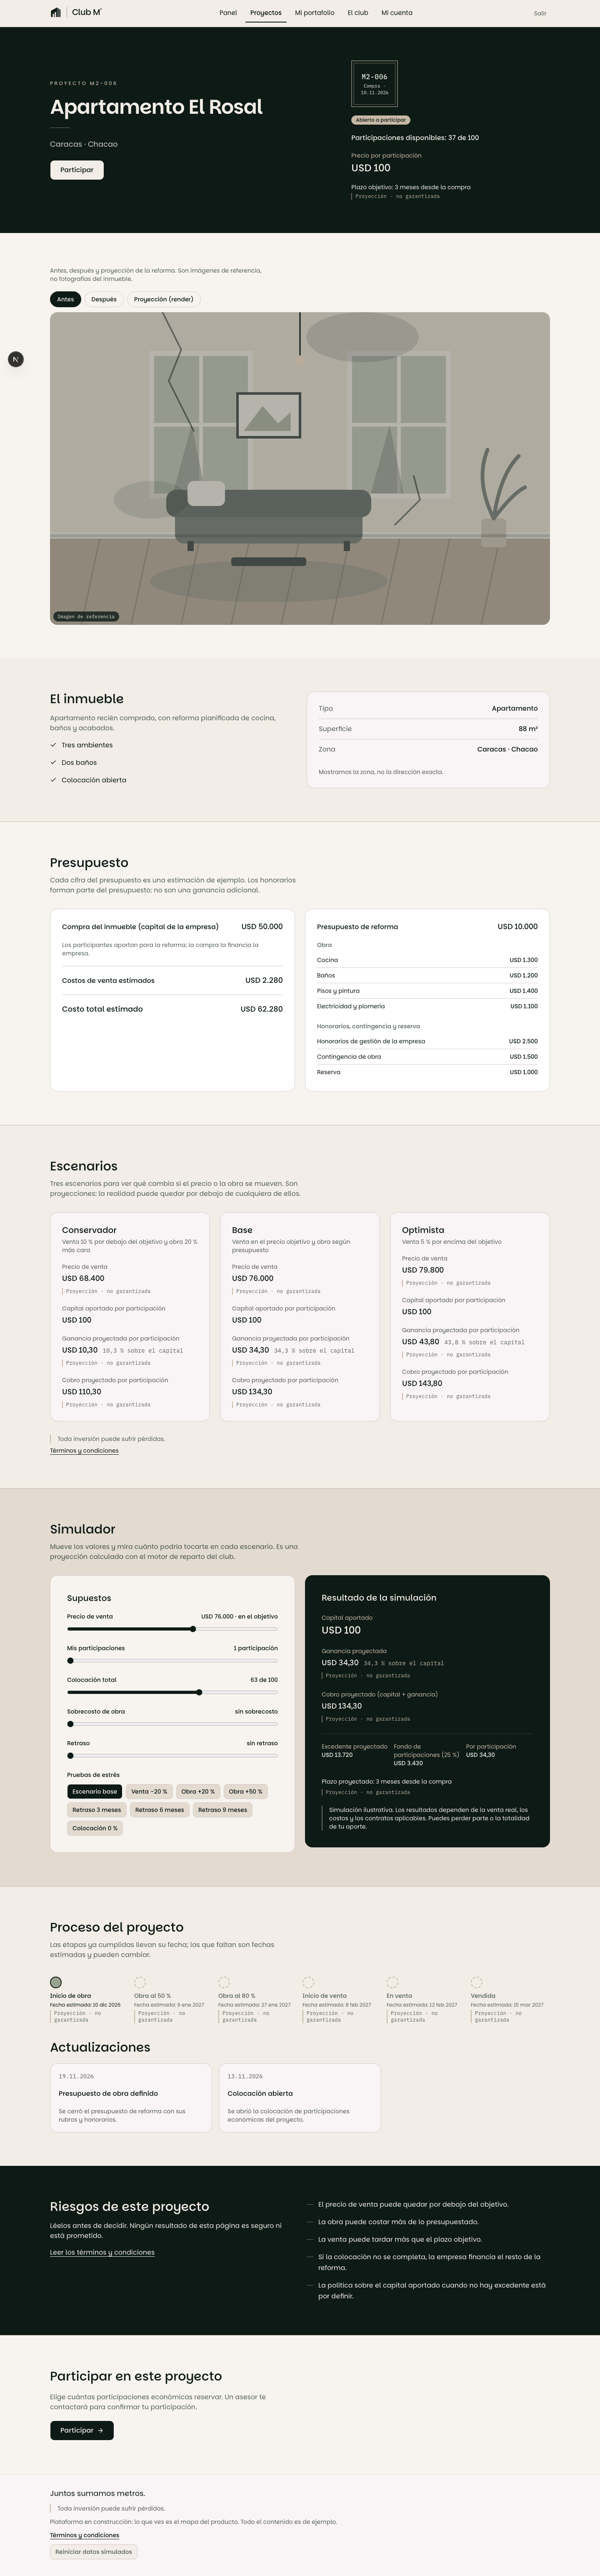 Club M²
Panel
Proyectos
Mi portafolio
El club
Mi cuenta
Salir
PROYECTO M2-006
Apartamento El Rosal
Caracas · Chacao
Participar
M2-006
Compra ·
10.11.2026
Abierto a participar
Participaciones disponibles: 37 de 100
Precio por participación
USD 100
Plazo objetivo: 3 meses desde la compra
Proyección · no garantizada
Antes, después y proyección de la reforma. Son imágenes de referencia,
no fotografías del inmueble.
Antes
Después
Proyección (render)
N
Imagen de referencia
El inmueble
Apartamento recién comprado, con reforma planificada de cocina,
baños y acabados.
Tres ambientes
Dos baños
Colocación abierta
Tipo
Apartamento
Superficie
88 m²
Zona
Caracas · Chacao
Mostramos la zona, no la dirección exacta.
Presupuesto
Cada cifra del presupuesto es una estimación de ejemplo. Los honorarios
forman parte del presupuesto: no son una ganancia adicional.
Compra del inmueble (capital de la empresa)
USD 50.000
Los participantes aportan para la reforma; la compra la financia la
empresa.
Costos de venta estimados
USD 2.280
Costo total estimado
USD 62.280
Presupuesto de reforma
USD 10.000
Obra
Cocina
USD 1.300
Baños
USD 1.200
Pisos y pintura
USD 1.400
Electricidad y plomería
USD 1.100
Honorarios, contingencia y reserva
Honorarios de gestión de la empresa
USD 2.500
Contingencia de obra
USD 1.500
Reserva
USD 1.000
Escenarios
Tres escenarios para ver qué cambia si el precio o la obra se mueven. Son
proyecciones: la realidad puede quedar por debajo de cualquiera de ellos.
Conservador
Venta 10 % por debajo del objetivo y obra 20 %
más cara
Precio de venta
USD 68.400
Proyección · no garantizada
Capital aportado por participación
USD 100
Ganancia proyectada por participación
USD 10,30 10,3 % sobre el capital
Proyección · no garantizada
Cobro proyectado por participación
USD 110,30
Proyección · no garantizada
Base
Venta en el precio objetivo y obra según
presupuesto
Precio de venta
USD 76.000
Proyección · no garantizada
Capital aportado por participación
USD 100
Ganancia proyectada por participación
USD 34,30 34,3 % sobre el capital
Proyección · no garantizada
Cobro proyectado por participación
USD 134,30
Proyección · no garantizada
Optimista
Venta 5 % por encima del objetivo
Precio de venta
USD 79.800
Proyección · no garantizada
Capital aportado por participación
USD 100
Ganancia proyectada por participación
USD 43,80 43,8 % sobre el capital
Proyección · no garantizada
Cobro proyectado por participación
USD 143,80
Proyección · no garantizada
Toda inversión puede sufrir pérdidas.
Términos y condiciones
Simulador
Mueve los valores y mira cuánto podría tocarte en cada escenario. Es una
proyección calculada con el motor de reparto del club.
Supuestos
Precio de venta
USD 76.000 · en el objetivo
Mis participaciones
1 participación
Colocación total
63 de 100
Sobrecosto de obra
sin sobrecosto
Retraso
sin retraso
Pruebas de estrés
Escenario base
Venta −20 %
Obra +20 %
Obra +50 %
Retraso 3 meses
Retraso 6 meses
Retraso 9 meses
Colocación 0 %
Resultado de la simulación
Capital aportado
USD 100
Ganancia proyectada
USD 34,30 34,3 % sobre el capital
Proyección · no garantizada
Cobro proyectado (capital + ganancia)
USD 134,30
Proyección · no garantizada
Excedente proyectado
USD 13.720
Fondo de
participaciones (25 %)
USD 3.430
Por participación
USD 34,30
Plazo proyectado: 3 meses desde la compra
Proyección · no garantizada
Simulación ilustrativa. Los resultados dependen de la venta real, los
costos y los contratos aplicables. Puedes perder parte o la totalidad
de tu aporte.
Proceso del proyecto
Las etapas ya cumplidas llevan su fecha; las que faltan son fechas
estimadas y pueden cambiar.
Inicio de obra
Fecha estimada: 10 dic 2026
Proyección · no
garantizada
Obra al 50 %
Fecha estimada: 9 ene 2027
Proyección · no
garantizada
Obra al 80 %
Fecha estimada: 27 ene 2027
Proyección · no
garantizada
Inicio de venta
Fecha estimada: 8 feb 2027
Proyección · no
garantizada
En venta
Fecha estimada: 12 feb 2027
Proyección · no
garantizada
Vendida
Fecha estimada: 15 mar 2027
Proyección · no
garantizada
Actualizaciones
19.11.2026
Presupuesto de obra definido
Se cerró el presupuesto de reforma con sus
rubros y honorarios.
13.11.2026
Colocación abierta
Se abrió la colocación de participaciones
económicas del proyecto.
Riesgos de este proyecto
Léelos antes de decidir. Ningún resultado de esta página es seguro ni
está prometido.
Leer los términos y condiciones
El precio de venta puede quedar por debajo del objetivo.
La obra puede costar más de lo presupuestado.
La venta puede tardar más que el plazo objetivo.
Si la colocación no se completa, la empresa financia el resto de la
reforma.
La política sobre el capital aportado cuando no hay excedente está
por definir.
Participar en este proyecto
Elige cuántas participaciones económicas reservar. Un asesor te
contactará para confirmar tu participación.
Participar →
Juntos sumamos metros.
Toda inversión puede sufrir pérdidas.
Plataforma en construcción: lo que ves es el mapa del producto. Todo el contenido es de ejemplo.
Términos y condiciones
Reiniciar datos simulados